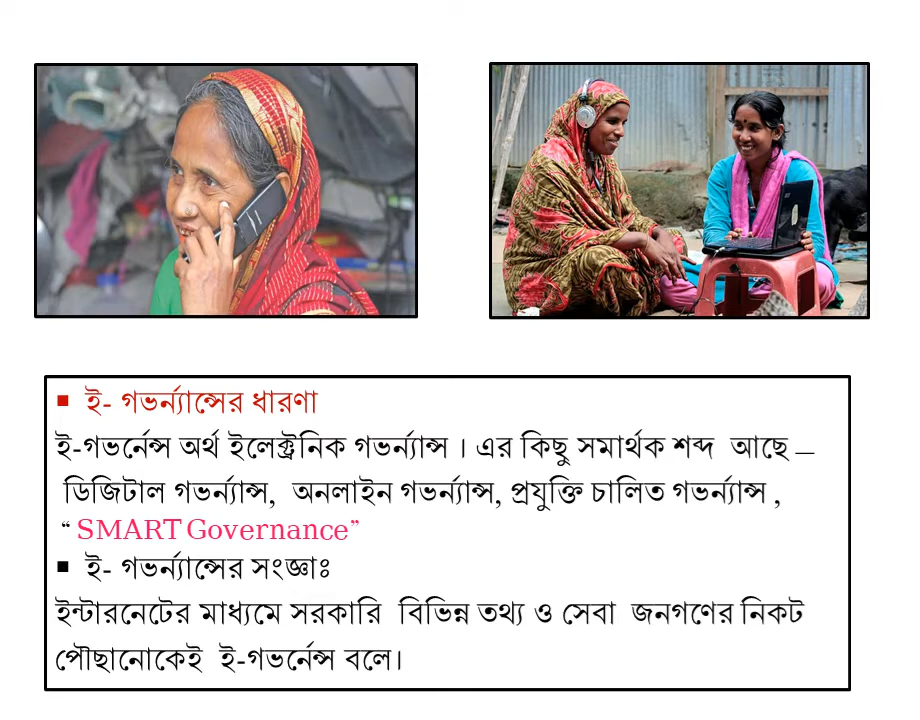 ▪ ই- গভর্ন্যান্সের ধারণা
ই-গভর্নেন্স অর্থ ইলেক্ট্রনিক গভর্ন্যান্স । এর কিছু সমার্থক শব্দ আছে –
ডিজিটাল গভর্ন্যান্স, অনলাইন গভর্ন্যান্স, প্রযুক্তি চালিত গভর্ন্যান্স ,
“ SMART Governance”
▪ ই- গভর্ন্যান্সের সংজ্ঞাঃ
ইন্টারনেটের মাধ্যমে সরকারি বিভিন্ন তথ্য ও সেবা জনগণের নিকট
পৌছানোকেই ই-গভর্নেন্স বলে।